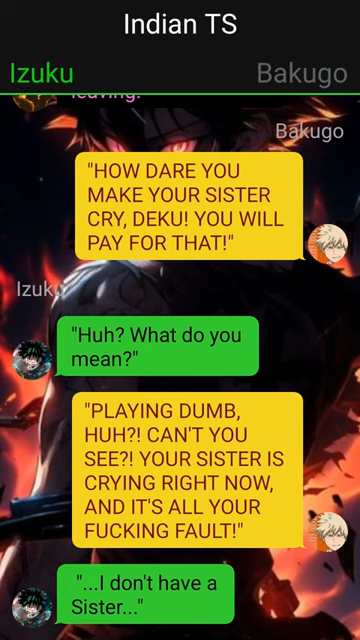 Indian TS
Izuku Bakugo
leaving!
Bakugo
"HOW DARE YOU
MAKE YOUR SISTER
CRY, DEKU! YOU WILL
PAY FOR THAT!"
Izuku
"Huh? What do you
mean?"
"PLAYING DUMB,
HUH?! CAN'T YOU
SEE?! YOUR SISTER IS
CRYING RIGHT NOW,
AND IT'S ALL YOUR
FUCKING FAULT!"
"...I don't have a
Sister..."